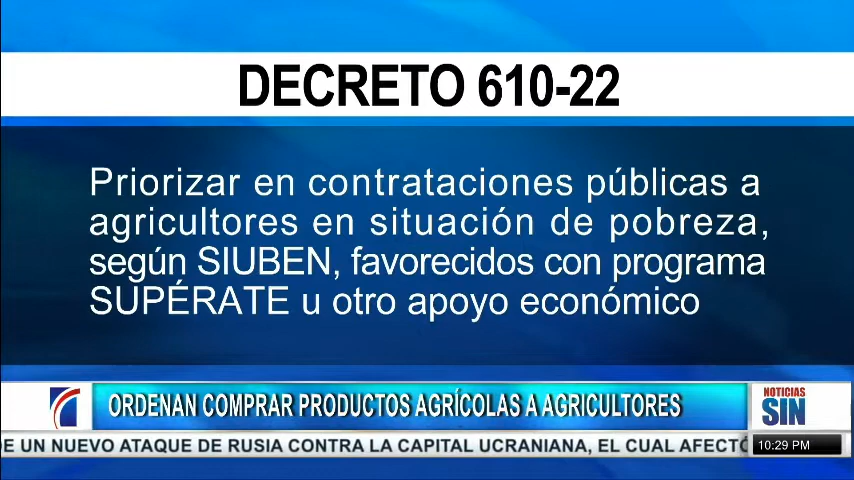 DECRETO 610-22
Priorizar en contrataciones públicas a
agricultores en situación de pobreza,
según SIUBEN, favorecidos con programa
SUPÉRATE u otro apoyo económico
ORDENAN COMPRAR PRODUCTOS AGRÍCOLAS A AGRICULTORES
NOTICIAS
SIN
DE UN NUEVO ATAQUE DE RUSIA CONTRA LA CAPITAL UCRANIANA, EL CUAL AFECTÓ
10:29 PM